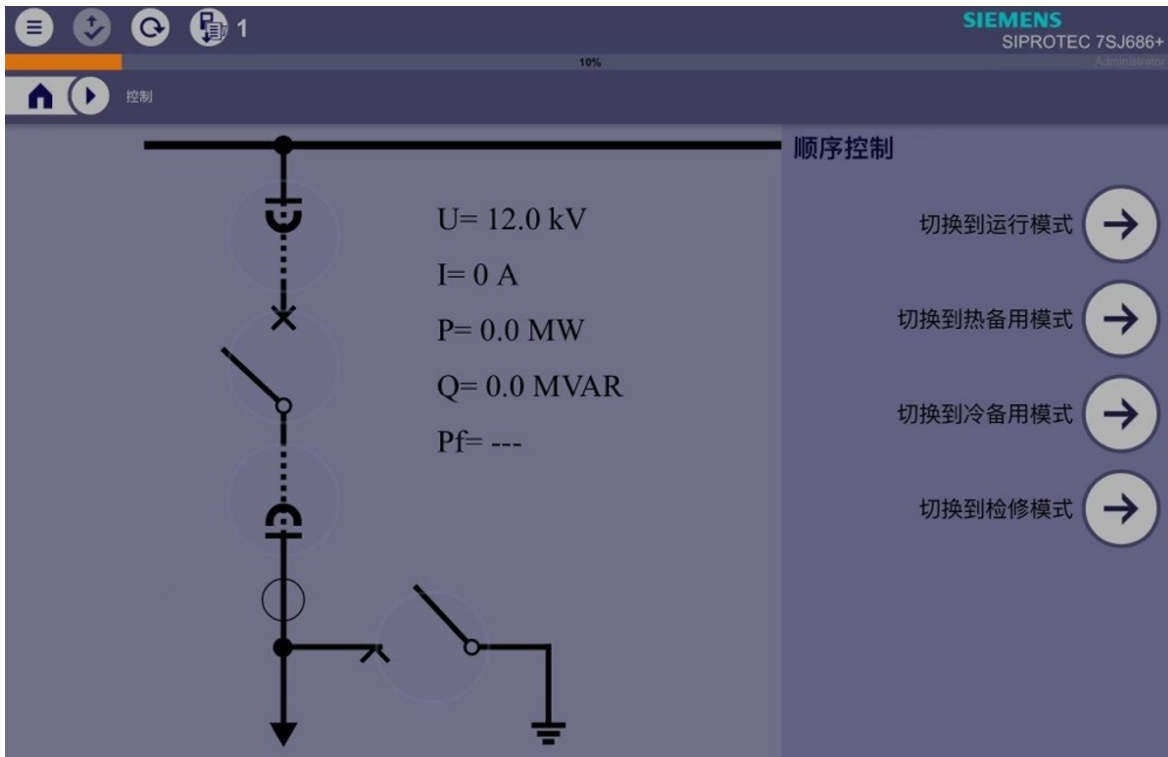 1
SIEMENS
SIPROTEC 7SJ686+
10%
Administrator
控制
顺序控制
U= 12.0 kV
I= 0 A
P= 0.0 MW
Q= 0.0 MVAR
Pf= ---
切换到运行模式
切换到热备用模式
切换到冷备用模式
切换到检修模式